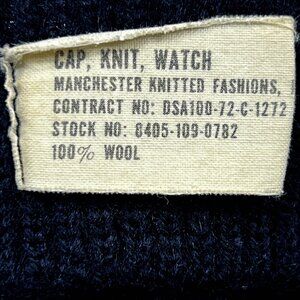 CAP, KNIT, WATCH
MANCHESTER KNITTED FASHIONS,
CONTRACT NO: DSA100-72-C-1272
STOCK NO: 8405-109-0782
100% WOOL